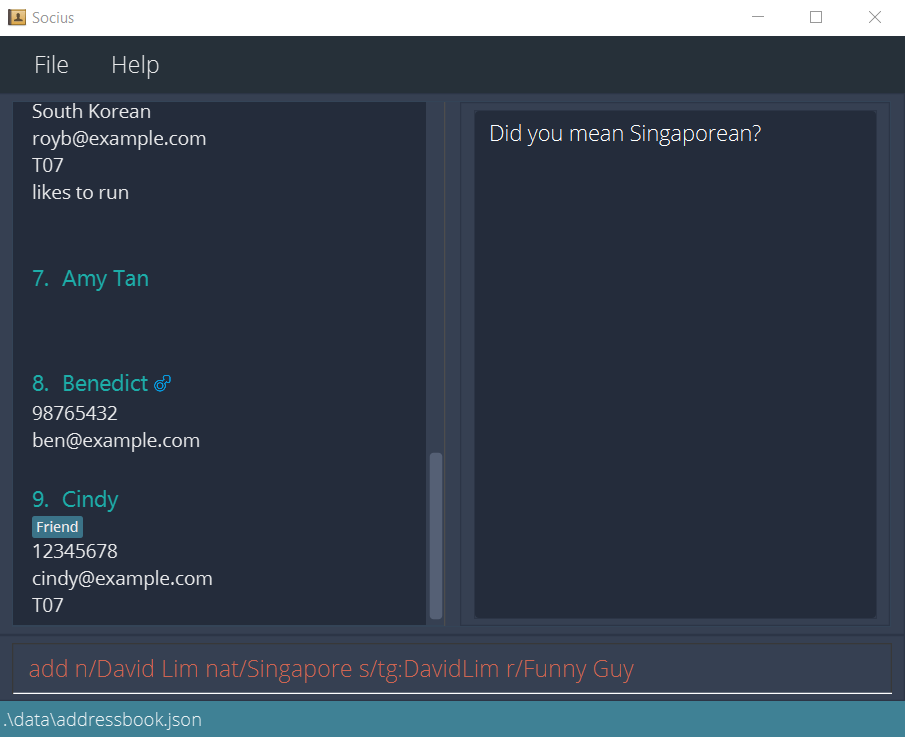 Socius
File Help
South Korean
royb@example.com
T07
likes to run
7. Amy Tan
8. Benedict
98765432
ben@example.com
9. Cindy
Friend
12345678
cindy@example.com
T07
Did you mean Singaporean?
add n/David Lim nat/Singapore s/tg:DavidLim r/Funny Guy
.\data\addressbook.json